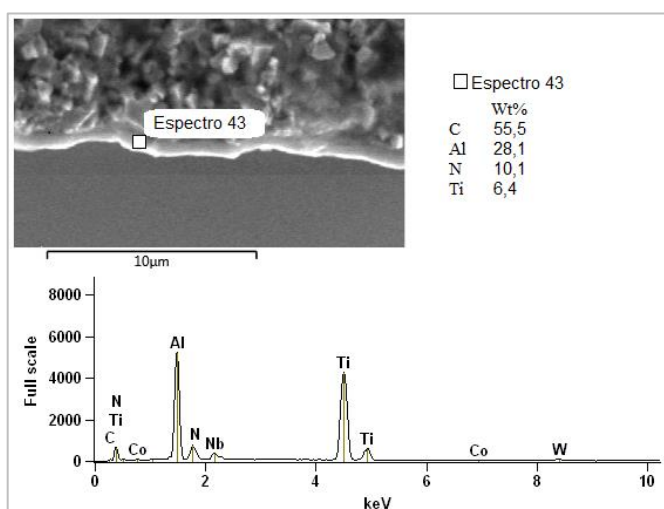 Espectro 43
10µm
Espectro 43
Wt%
C 55,5
Al 28,1
N 10,1
Ti 6,4
8000
6000
4000
2000
0
Full scale
N
Ti
C
Co
Al
N
Nb
Ti
Ti
Co
W
0 2 4 6 8 10
keV